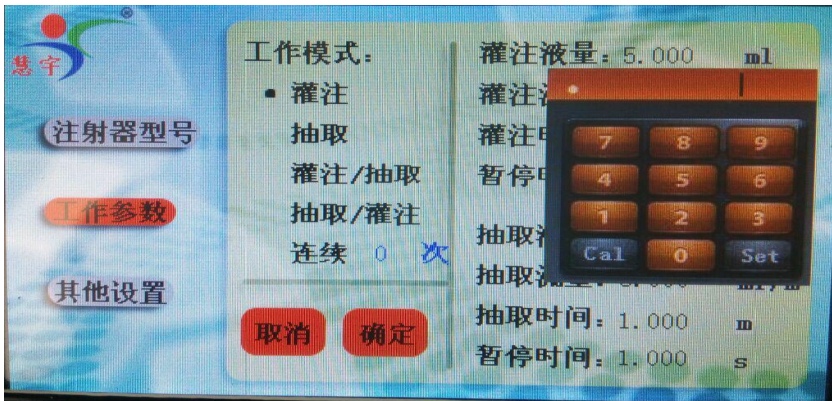 ®
慧宇
注射器型号
工作参数
其他设置
工作模式：
灌注
抽取
灌注/抽取
抽取/灌注
连续 0 次
取消 确定
灌注液量：5.000 ml
灌注
灌注
暂停
抽取
抽取
抽取时间：1.000 m
暂停时间：1.000 s
7 8 9
4 5 6
1 2 3
Cal 0 Set